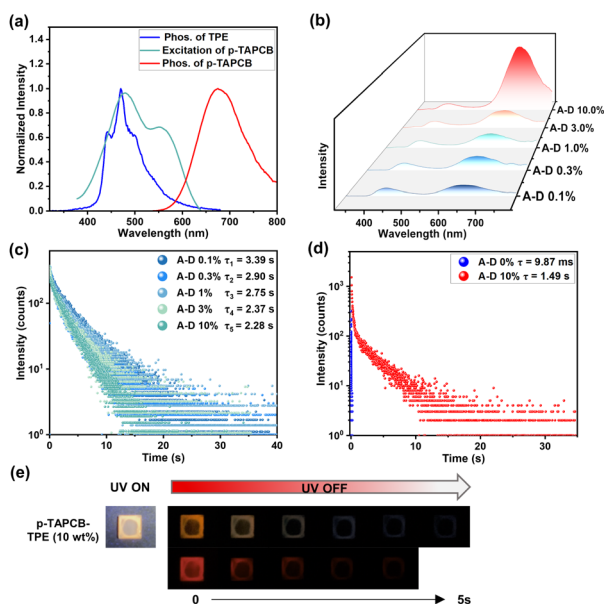 (a)
Normalized Intensity
1.4
1.2
1.0
0.8
0.6
0.4
0.2
0.0
Phos. of TPE
Excitation of p-TAPCB
Phos. of p-TAPCB
400 500 600 700 800
Wavelength (nm)
(b)
Intensity
A-D 10.0%
A-D 3.0%
A-D 1.0%
A-D 0.3%
A-D 0.1%
400 500 600 700
Wavelength (nm)
(c)
Intensity (counts)
10²
10¹
10⁰
A-D 0.1% τ₁ = 3.39 s
A-D 0.3% τ₂ = 2.90 s
A-D 1% τ₃ = 2.75 s
A-D 3% τ₄ = 2.37 s
A-D 10% τ₅ = 2.28 s
0 10 20 30 40
Time (s)
(d)
Intensity (counts)
10⁴
10³
10²
10¹
10⁰
A-D 0% τ = 9.87 ms
A-D 10% τ = 1.49 s
0 10 20 30
Time (s)
(e)
UV ON
UV OFF
p-TAPCB-
TPE (10 wt%)
0 5s